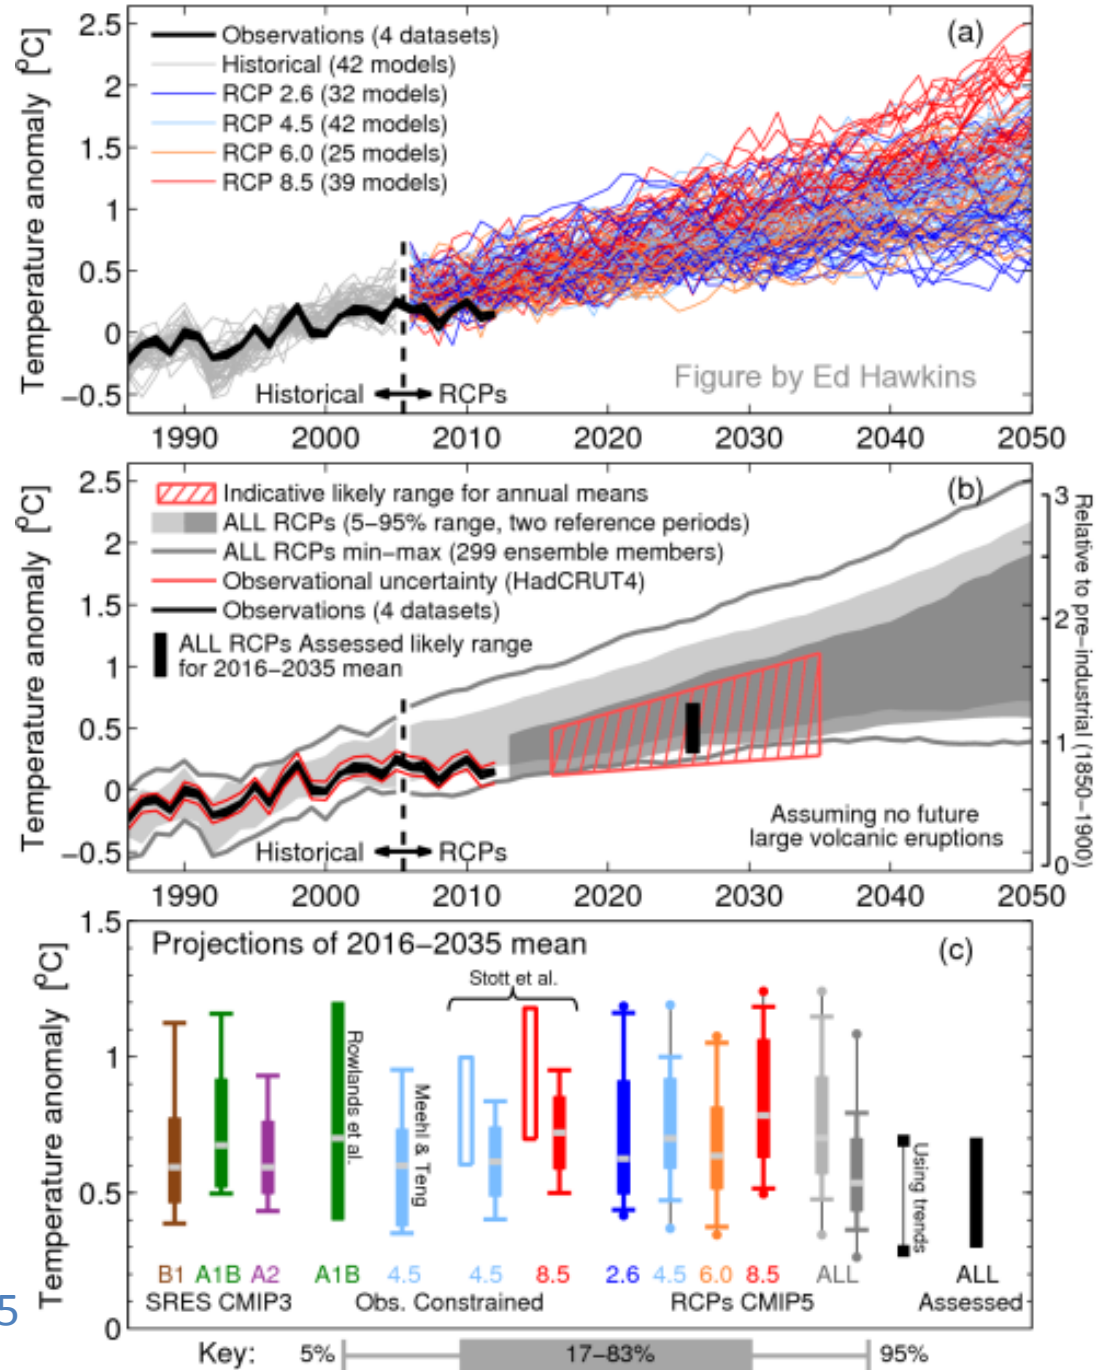 (a)
Temperature anomaly [ºC]
2.5
2
1.5
1
0.5
0
−0.5
Observations (4 datasets)
Historical (42 models)
RCP 2.6 (32 models)
RCP 4.5 (42 models)
RCP 6.0 (25 models)
RCP 8.5 (39 models)
Figure by Ed Hawkins
Historical RCPs
1990 2000 2010 2020 2030 2040 2050
(b)
Temperature anomaly [ºC]
2.5
2
1.5
1
0.5
0
−0.5
Indicative likely range for annual means
ALL RCPs (5−95% range, two reference periods)
ALL RCPs min−max (299 ensemble members)
Observational uncertainty (HadCRUT4)
Observations (4 datasets)
ALL RCPs Assessed likely range
for 2016−2035 mean
3
2
1
0
Relative to pre−industrial (1850−1900)
Assuming no future
large volcanic eruptions
Historical RCPs
1990 2000 2010 2020 2030 2040 2050
Projections of 2016−2035 mean
(c)
Temperature anomaly [ºC]
1.5
1
0.5
0
Stott et al.
Rowlands et al.
Meehl & Teng
Using trends
B1 A1B A2 A1B 4.5 4.5 8.5 2.6 4.5 6.0 8.5 ALL ALL
SRES CMIP3 Obs. Constrained RCPs CMIP5 Assessed
5
Key: 5% 17−83% 95%